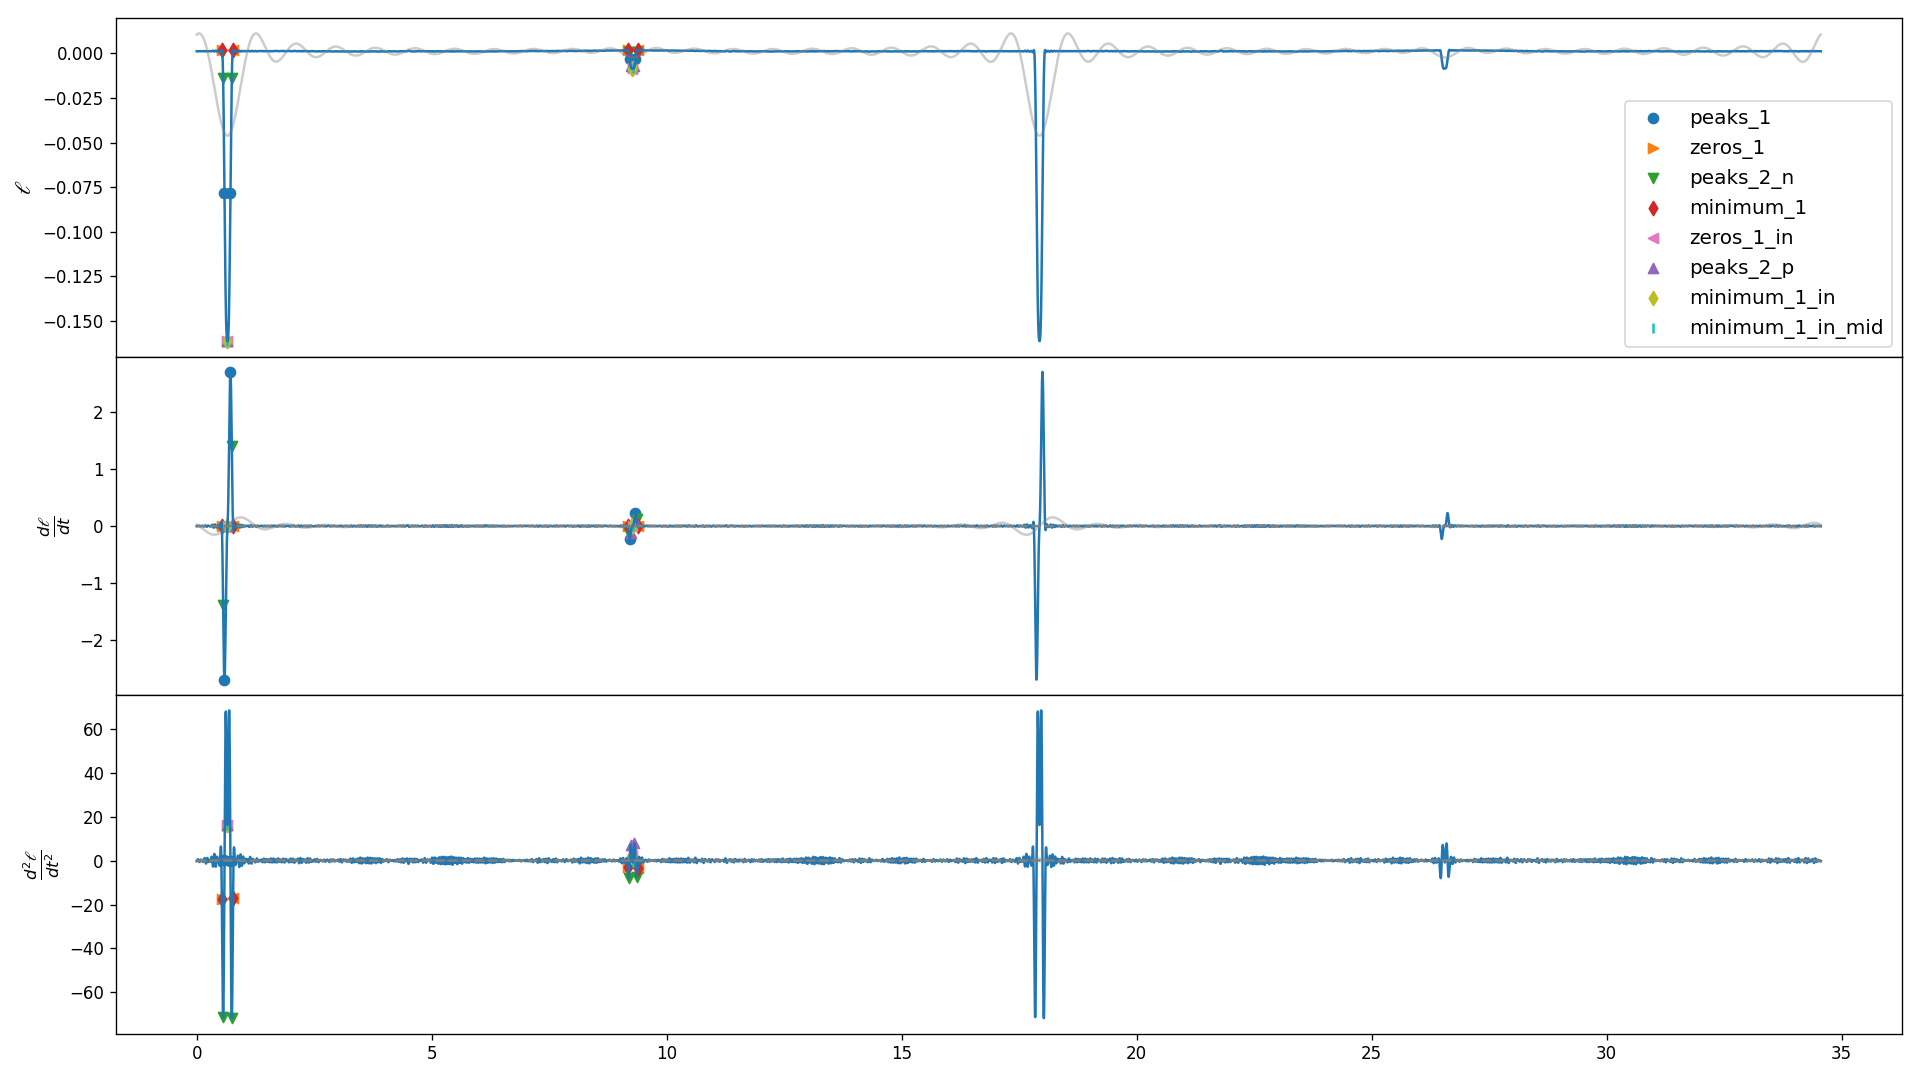 0.000
−0.025
−0.050
−0.075
−0.100
−0.125
−0.150
ℓ
peaks_1
zeros_1
peaks_2_n
minimum_1
zeros_1_in
peaks_2_p
minimum_1_in
minimum_1_in_mid
2
1
0
−1
−2
dℓ
dt
60
40
20
0
−20
−40
−60
d²ℓ
dt²
0 5 10 15 20 25 30 35